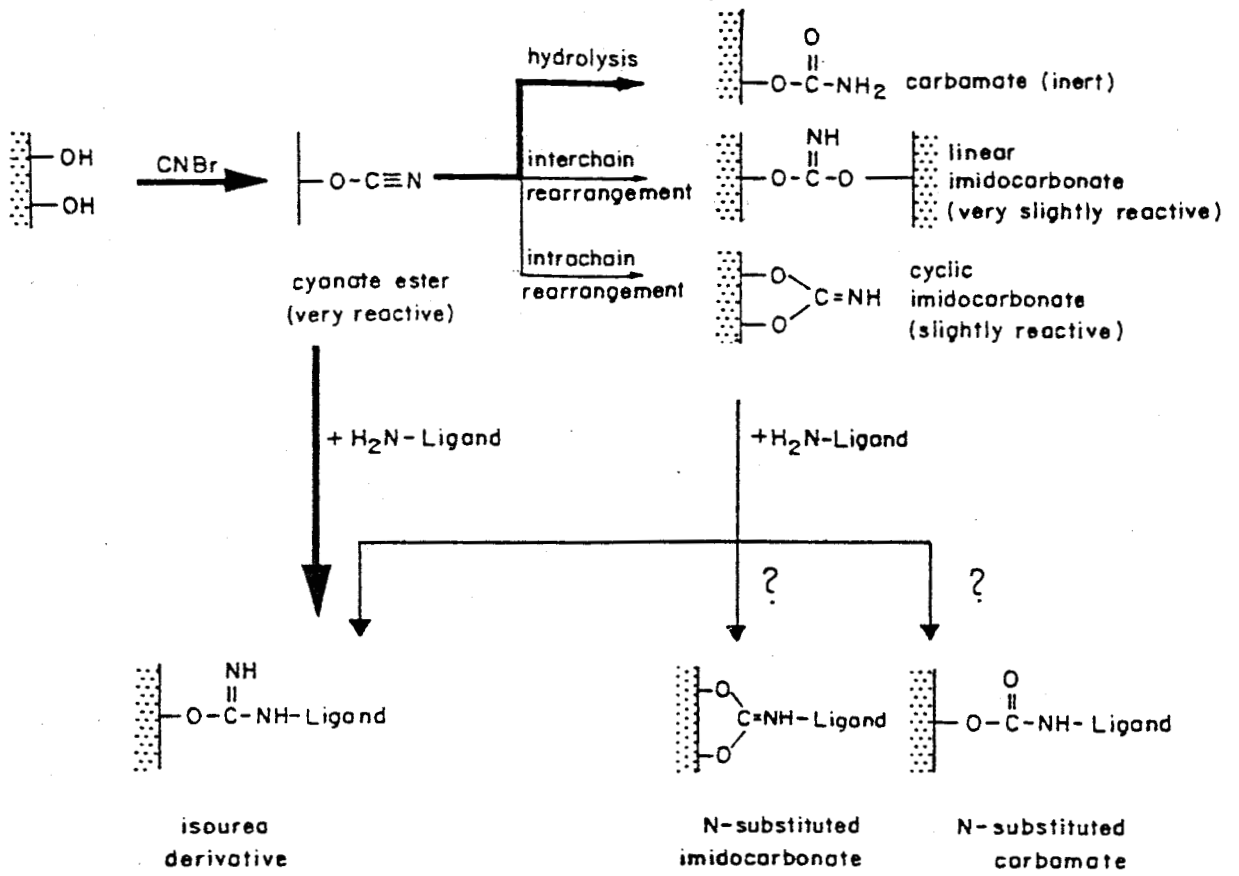 OH
OH
CNBr
O-C≡N
cyanate ester
(very reactive)
hydrolysis
interchain
rearrangement
intrachain
rearrangement
O
O-C-NH2
carbamate (inert)
NH
O-C-O
linear
imidocarbonate
(very slightly reactive)
O
C=NH
O
cyclic
imidocarbonate
(slightly reactive)
+ H2N-Ligand
+H2N-Ligand
?
?
NH
O-C-NH-Ligand
isourea
derivative
O
C=NH-Ligand
O
N-substituted
imidocarbonate
O
O-C-NH-Ligand
N-substituted
carbamate